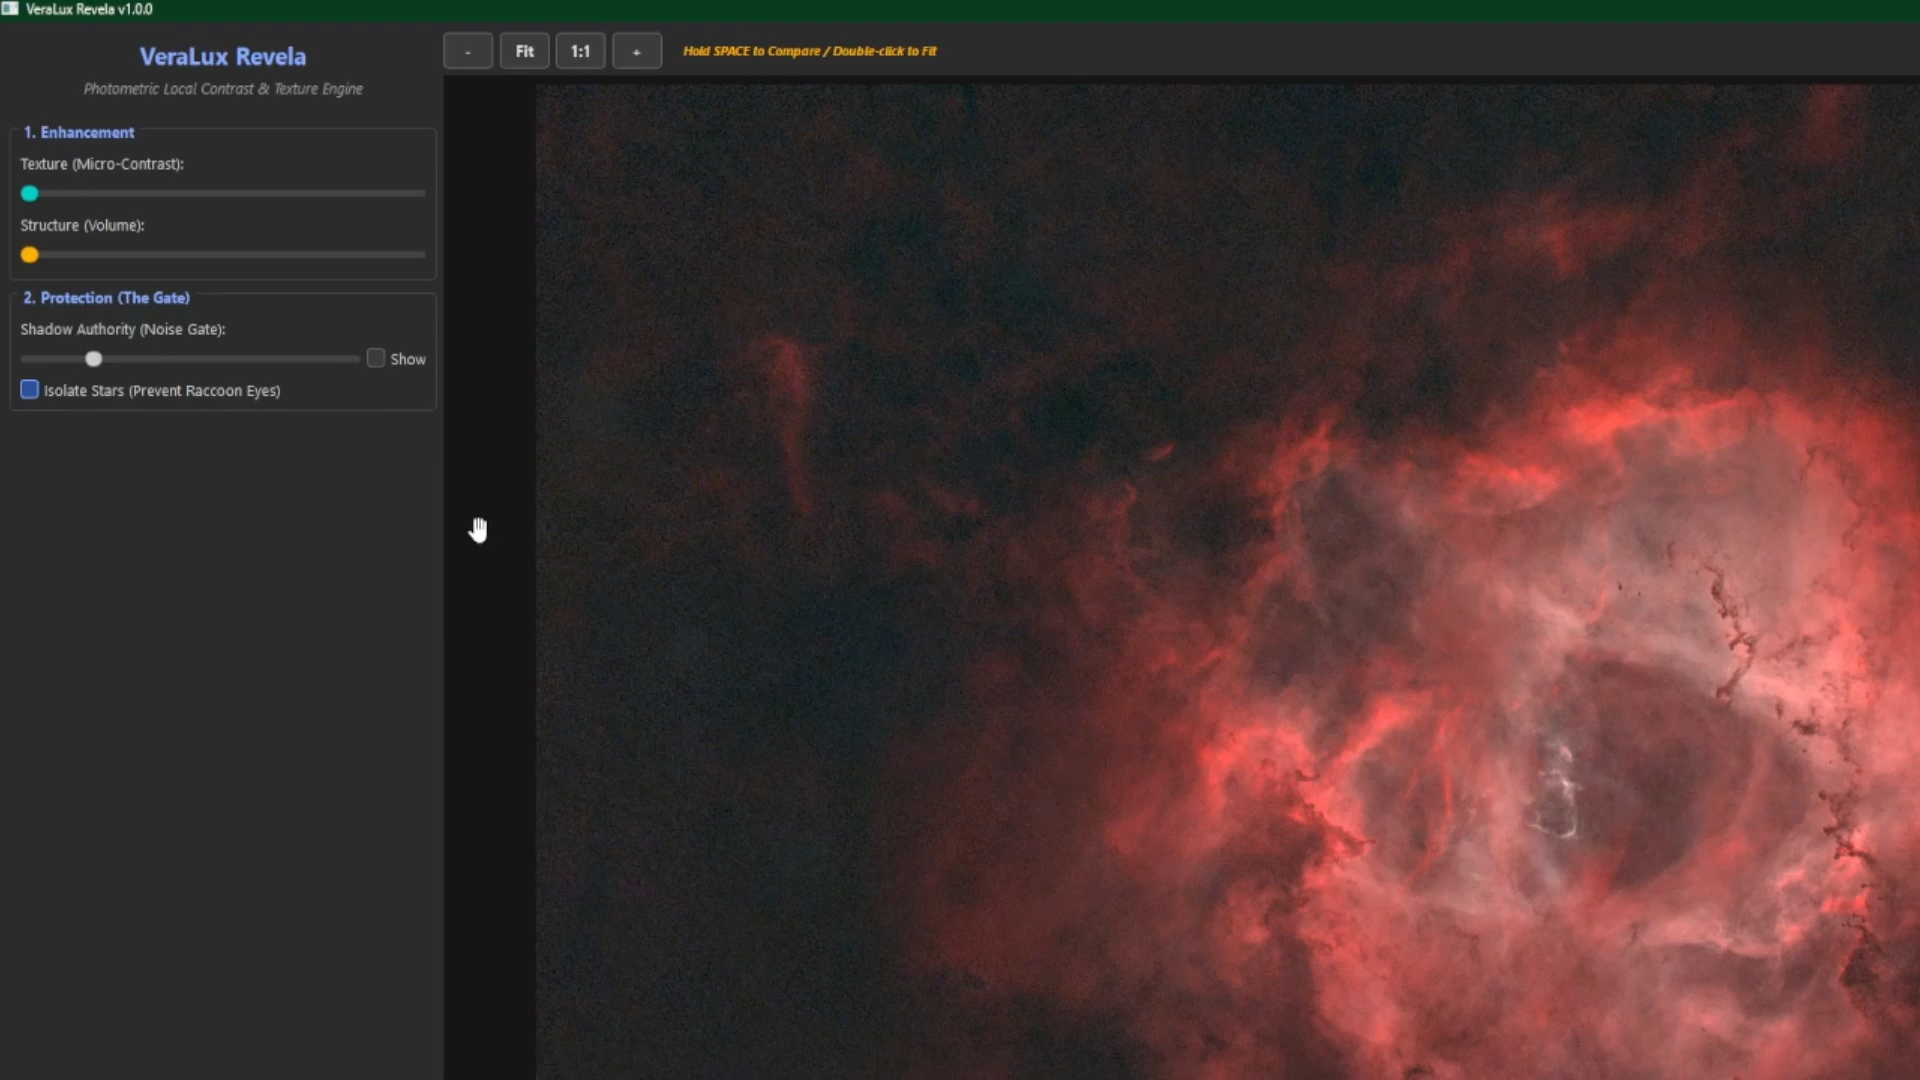 VeraLux Revela v1.0.0
VeraLux Revela
Photometric Local Contrast & Texture Engine
- Fit 1:1 + Hold SPACE to Compare / Double-click to Fit
1. Enhancement
Texture (Micro-Contrast):
Structure (Volume):
2. Protection (The Gate)
Shadow Authority (Noise Gate):
Show
Isolate Stars (Prevent Raccoon Eyes)